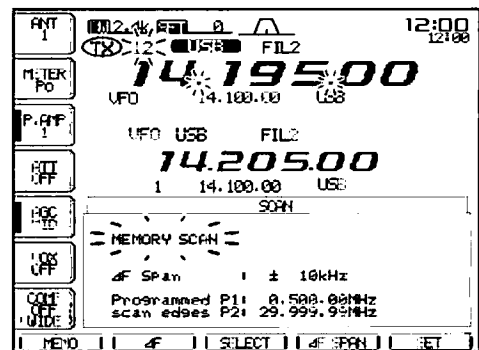 ANT
1
SFT 0
12:00
12:00
TX 12 USB FIL2
METER
Po
14.195.00
VFO 14.100.00 USB
P.AMP
1
VFO USB FIL2
ATT
OFF
14.205.00
1 14.100.00 USB
AGC
MID
SCAN
MEMORY SCAN
VOX
OFF
⊿F Span : ± 10kHz
COMP
OFF
WIDE
Programmed P1: 0.500.00MHz
scan edges P2: 29.999.99MHz
MEMO ⊿F SELECT ⊿F SPAN SET